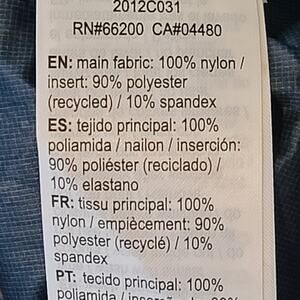 2012C031
RN#66200 CA#04480
EN: main fabric: 100% nylon /
insert: 90% polyester
(recycled) / 10% spandex
ES: tejido principal: 100%
poliamida / nailon / inserción:
90% poliéster (reciclado) /
10% elastano
FR: tissu principal: 100%
nylon / empiècement: 90%
polyester (recyclé) / 10%
spandex
PT: tecido principal: 100%